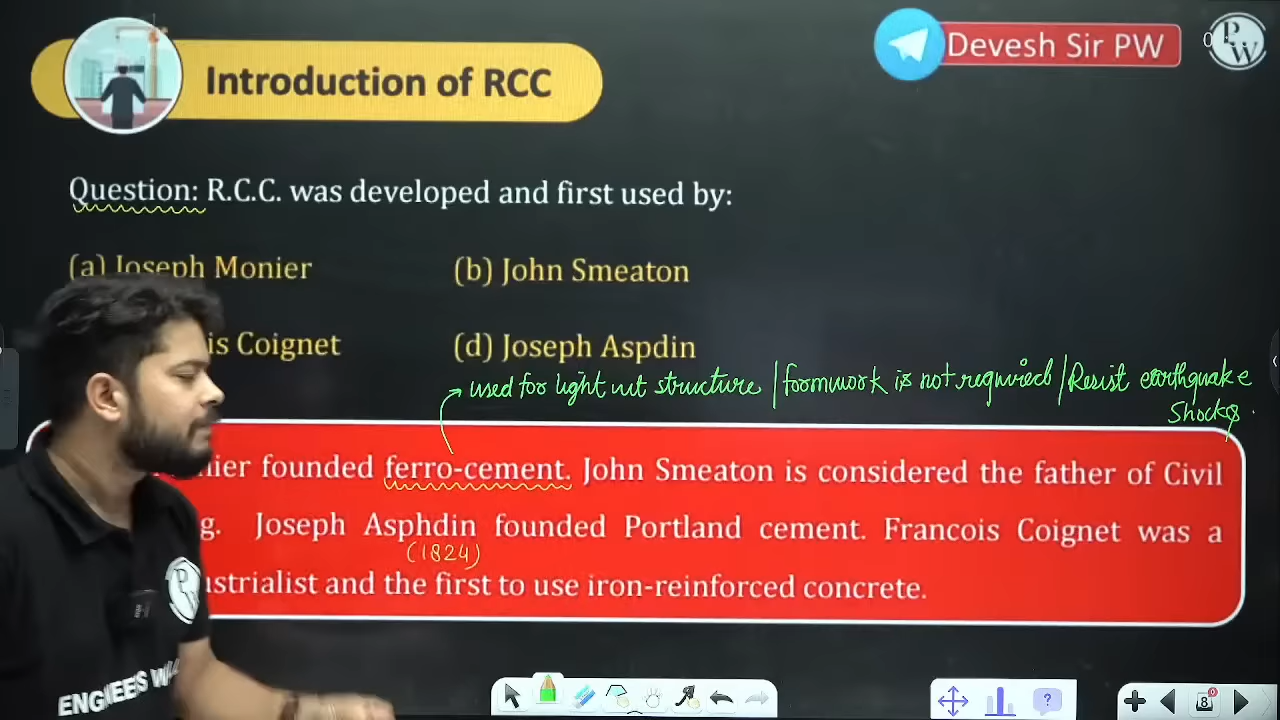 Introduction of RCC
Devesh Sir PW
PW
Question: R.C.C. was developed and first used by:
(a) Joseph Monier
(b) John Smeaton
is Coignet
(d) Joseph Aspdin
used for light wt structure / formwork is not required / Resist earthquake
Shocks.
nier founded ferro-cement. John Smeaton is considered the father of Civil
g. Joseph Asphdin founded Portland cement. Francois Coignet was a
(1824)
ustrialist and the first to use iron-reinforced concrete.
PW
8